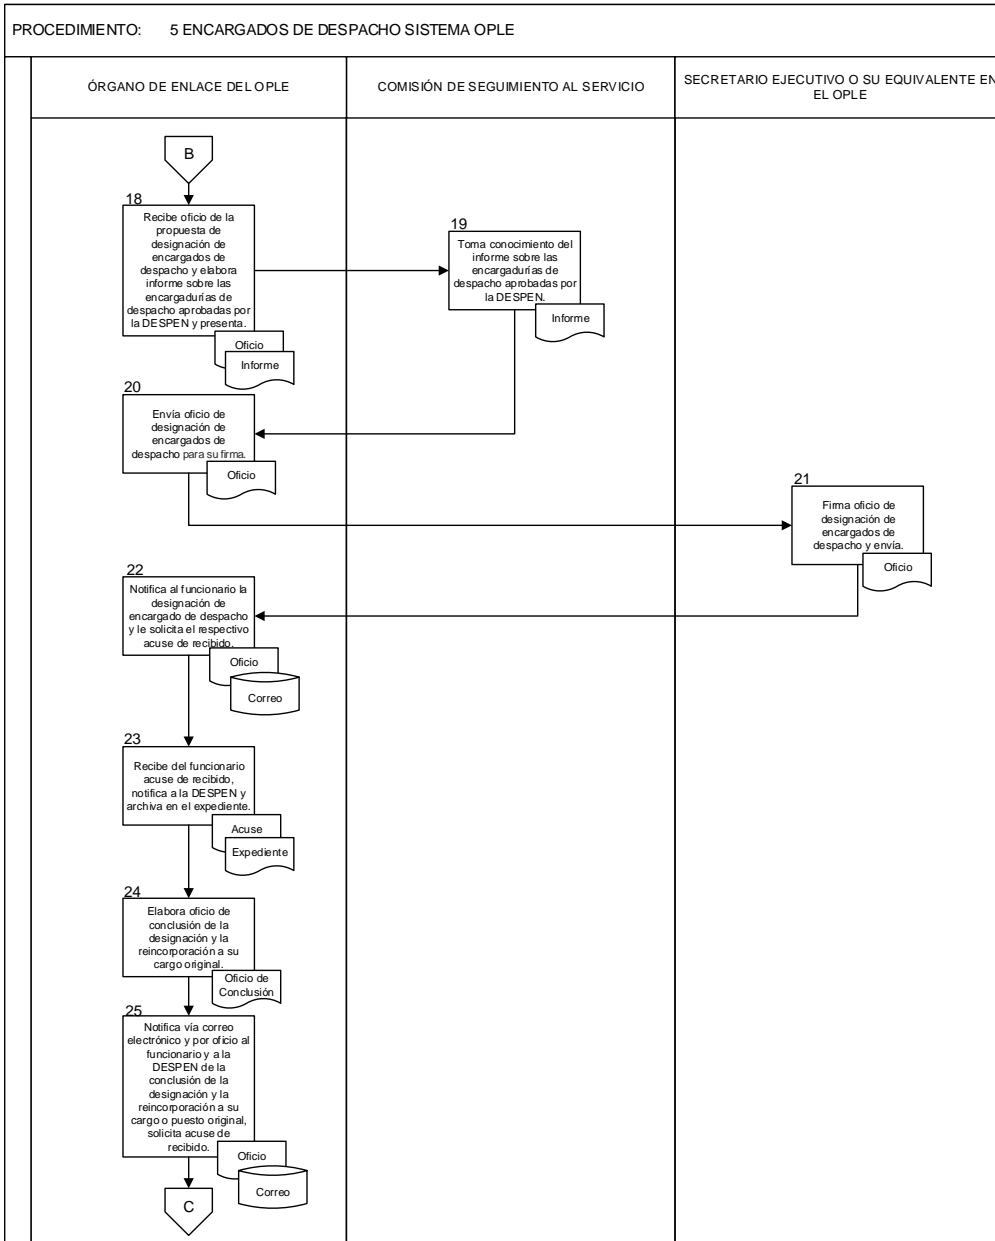 PROCEDIMIENTO: 5 ENCARGADOS DE DESPACHO SISTEMA OPLE
ÓRGANO DE ENLACE DEL OPLE
COMISIÓN DE SEGUIMIENTO AL SERVICIO
SECRETARIO EJECUTIVO O SU EQUIVALENTE EN
EL OPLE
B
18
Recibe oficio de la
propuesta de
designación de
encargados de
despacho y elabora
informe sobre las
encargadurías de
despacho aprobadas por
la DESPEN y presenta.
Oficio
Informe
19
Toma conocimiento del
informe sobre las
encargadurías de
despacho aprobadas por
la DESPEN.
Informe
20
Envía oficio de
designación de
encargados de
despacho para su firma.
Oficio
21
Firma oficio de
designación de
encargados de
despacho y envía.
Oficio
22
Notifica al funcionario la
designación de
encargado de despacho
y le solicita el respectivo
acuse de recibido.
Oficio
Correo
23
Recibe del funcionario
acuse de recibido,
notifica a la DESPEN y
archiva en el expediente.
Acuse
Expediente
24
Elabora oficio de
conclusión de la
designación y la
reincorporación a su
cargo original.
Oficio de
Conclusión
25
Notifica vía correo
electrónico y por oficio al
funcionario y a la
DESPEN de la
conclusión de la
designación y la
reincorporación a su
cargo o puesto original,
solicita acuse de
recibido.
Oficio
Correo
C